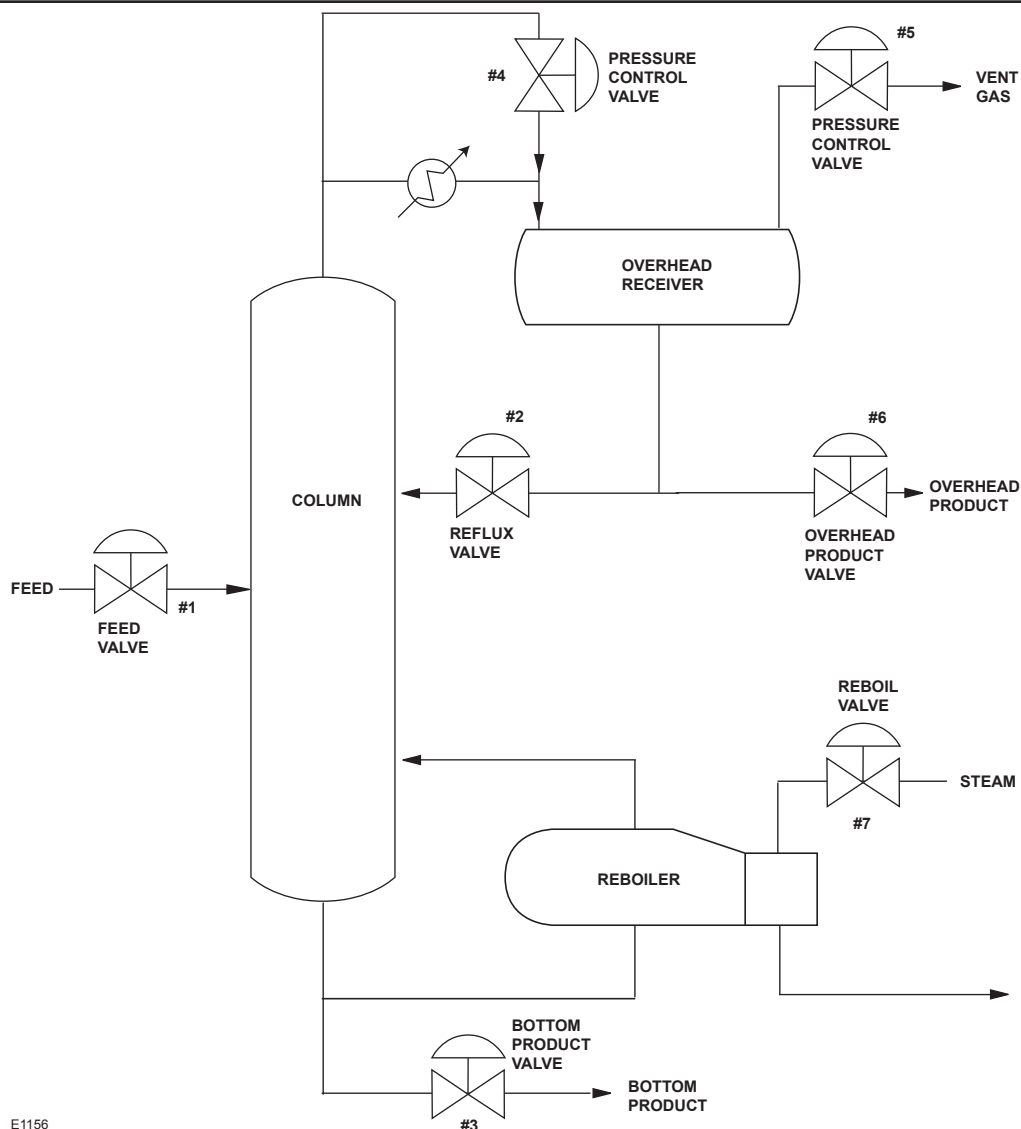 #5
#4
PRESSURE
CONTROL
VALVE
VENT
GAS
PRESSURE
CONTROL
VALVE
OVERHEAD
RECEIVER
#2
#6
COLUMN
OVERHEAD
PRODUCT
REFLUX
VALVE
OVERHEAD
PRODUCT
VALVE
FEED
#1
FEED
VALVE
REBOIL
VALVE
STEAM
#7
REBOILER
BOTTOM
PRODUCT
VALVE
BOTTOM
PRODUCT
#3
E1156